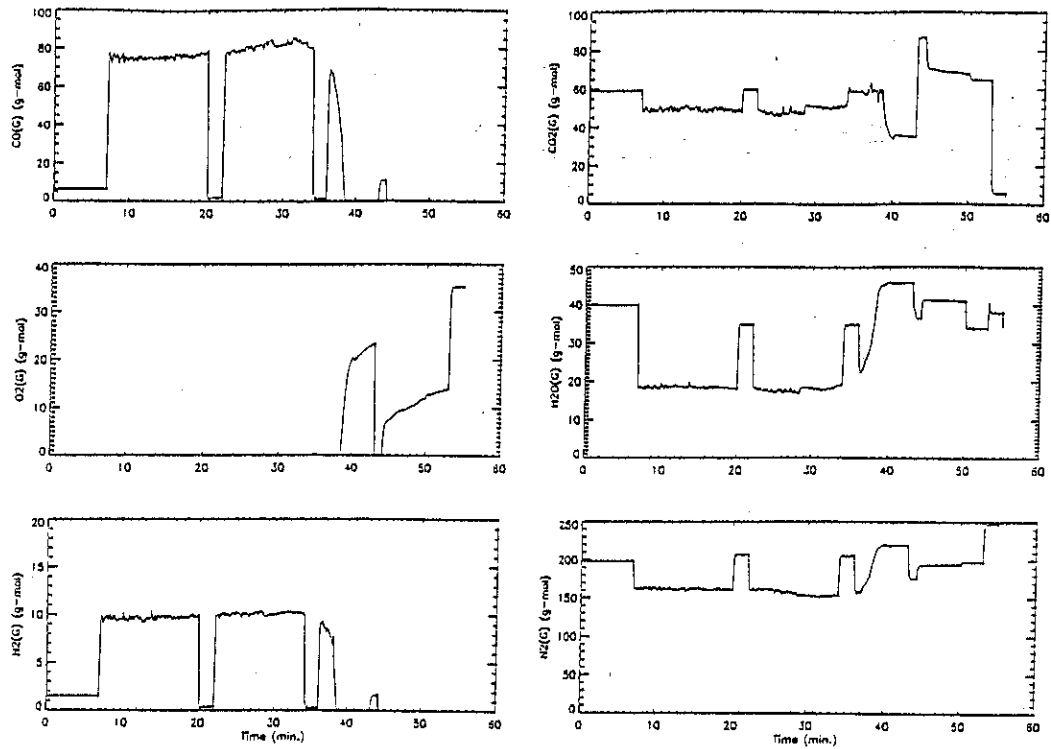 CO(G) (g-mol)
100
80
60
40
20
0
0 10 20 30 40 50 60
CO2(G) (g-mol)
100
80
60
40
20
0
0 10 20 30 40 50 60
O2(G) (g-mol)
40
30
20
10
0
0 10 20 30 40 50 60
H2O(G) (g-mol)
50
40
30
20
10
0
0 10 20 30 40 50 60
H2(G) (g-mol)
20
15
10
5
0
0 10 20 30 40 50 60
Time (min.)
N2(G) (g-mol)
250
200
150
100
50
0
0 10 20 30 40 50 60
Time (min.)